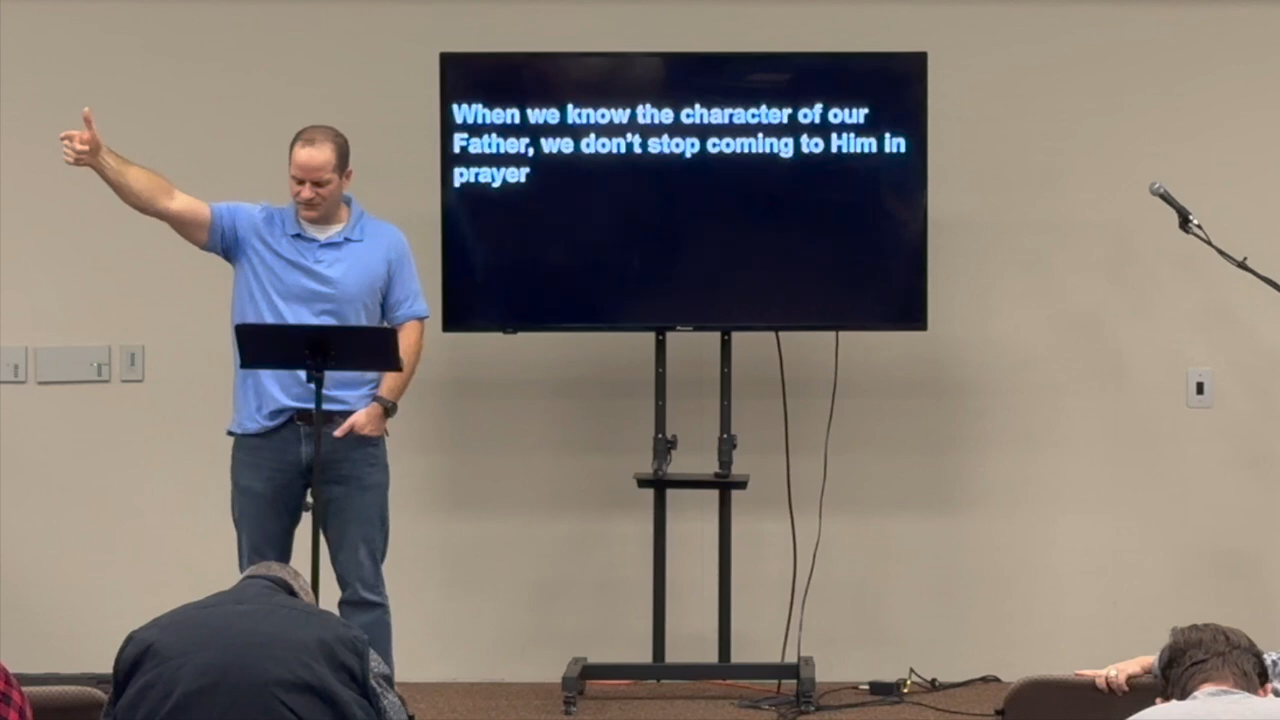 When we know the character of our
Father, we don't stop coming to Him in
prayer